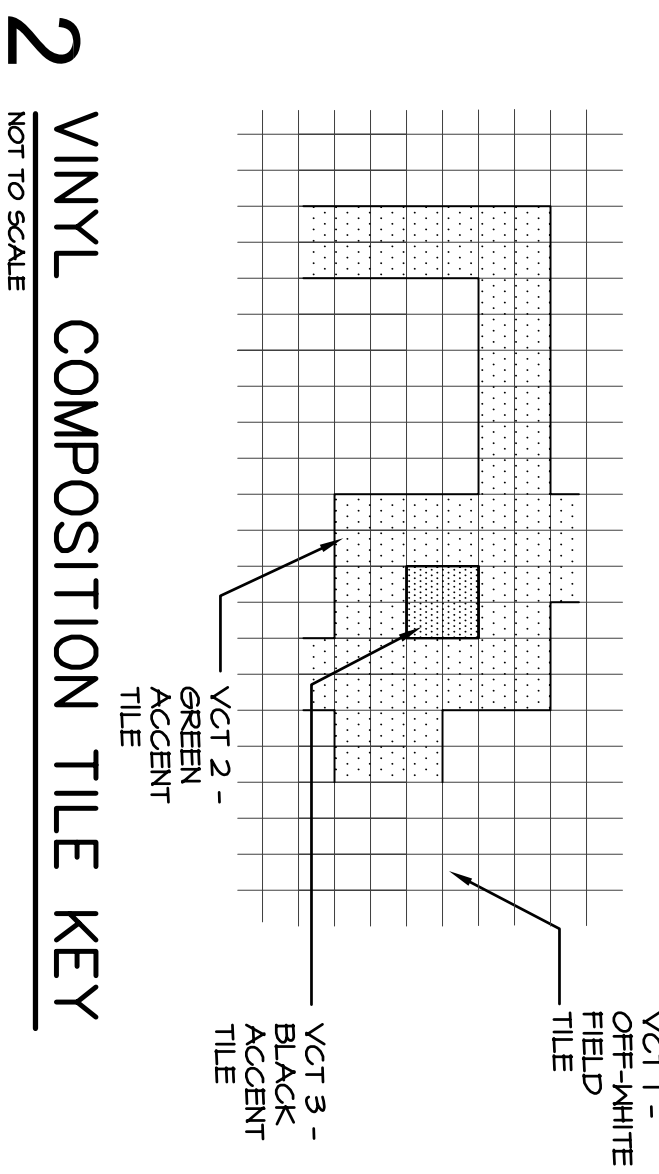 VCT 1 -
OFF-WHITE
FIELD
TILE
VCT 2 -
GREEN
ACCENT
TILE
VCT 3 -
BLACK
ACCENT
TILE
2 VINYL COMPOSITION TILE KEY
NOT TO SCALE